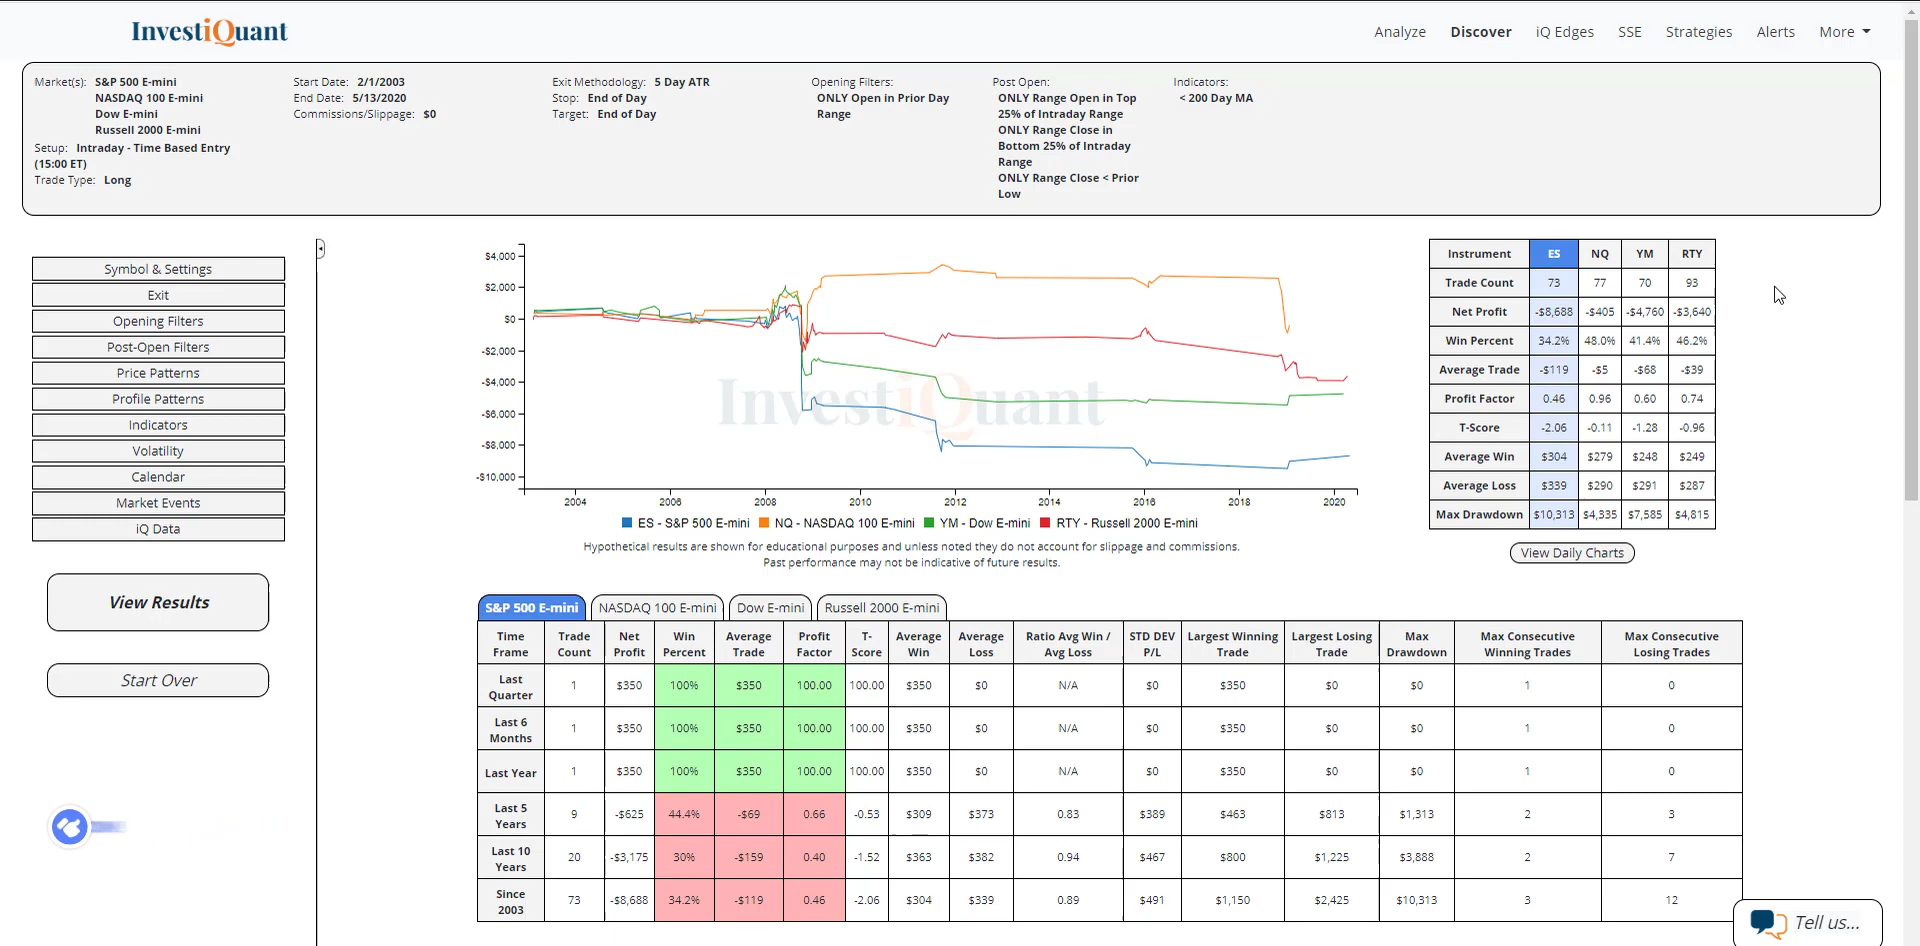 InvestiQuant
Analyze Discover iQ Edges SSE Strategies Alerts More
Market(s): S&P 500 E-mini
NASDAQ 100 E-mini
Dow E-mini
Russell 2000 E-mini
Setup: Intraday - Time Based Entry
(15:00 ET)
Trade Type: Long
Start Date: 2/1/2003
End Date: 5/13/2020
Commissions/Slippage: $0
Exit Methodology: 5 Day ATR
Stop: End of Day
Target: End of Day
Opening Filters:
ONLY Open in Prior Day
Range
Post Open:
ONLY Range Open in Top
25% of Intraday Range
ONLY Range Close in
Bottom 25% of Intraday
Range
ONLY Range Close < Prior
Low
Indicators:
< 200 Day MA
Symbol & Settings
Exit
Opening Filters
Post-Open Filters
Price Patterns
Profile Patterns
Indicators
Volatility
Calendar
Market Events
iQ Data
View Results
Start Over
$4,000
$2,000
$0
-$2,000
-$4,000
-$6,000
-$8,000
-$10,000
InvestiQuant
2004 2006 2008 2010 2012 2014 2016 2018 2020
ES - S&P 500 E-mini NQ - NASDAQ 100 E-mini YM - Dow E-mini RTY - Russell 2000 E-mini
Hypothetical results are shown for educational purposes and unless noted they do not account for slippage and commissions.
Past performance may not be indicative of future results.
Instrument ES NQ YM RTY
Trade Count 73 77 70 93
Net Profit -$8,688 -$405 -$4,760 -$3,640
Win Percent 34.2% 48.0% 41.4% 46.2%
Average Trade -$119 -$5 -$68 -$39
Profit Factor 0.46 0.96 0.60 0.74
T-Score -2.06 -0.11 -1.28 -0.96
Average Win $304 $279 $248 $249
Average Loss $339 $290 $291 $287
Max Drawdown $10,313 $4,335 $7,585 $4,815
View Daily Charts
S&P 500 E-mini NASDAQ 100 E-mini Dow E-mini Russell 2000 E-mini
Time Trade Net Win Average Profit T- Average Average Ratio Avg Win / STD DEV Largest Winning Largest Losing Max Max Consecutive Max Consecutive
Frame Count Profit Percent Trade Factor Score Win Loss Avg Loss P/L Trade Trade Drawdown Winning Trades Losing Trades
Last
Quarter 1 $350 100% $350 100.00 100.00 $350 $0 N/A $0 $350 $0 $0 1 0
Last 6
Months 1 $350 100% $350 100.00 100.00 $350 $0 N/A $0 $350 $0 $0 1 0
Last Year 1 $350 100% $350 100.00 100.00 $350 $0 N/A $0 $350 $0 $0 1 0
Last 5
Years 9 -$625 44.4% -$69 0.66 -0.53 $309 $373 0.83 $389 $463 $813 $1,313 2 3
Last 10
Years 20 -$3,175 30% -$159 0.40 -1.52 $363 $382 0.94 $467 $800 $1,225 $3,888 2 7
Since
2003 73 -$8,688 34.2% -$119 0.46 -2.06 $304 $339 0.89 $491 $1,150 $2,425 $10,313 3 12
Tell us...